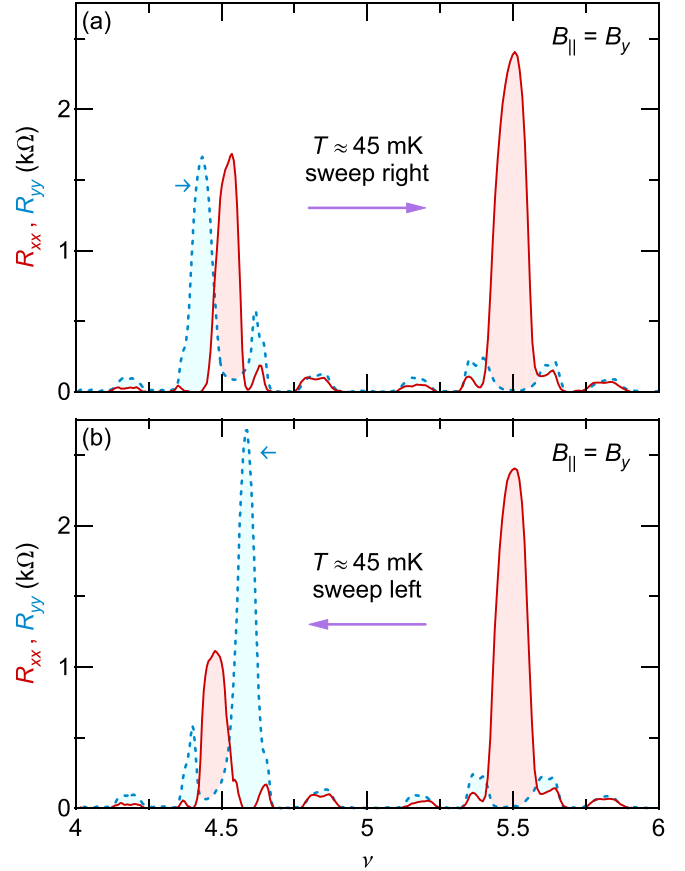 (a)
B|| = By
2
T ≈ 45 mK
sweep right
→
1
0
Rxx , Ryy (kΩ)
(b)
B|| = By
←
2
T ≈ 45 mK
sweep left
1
0
Rxx , Ryy (kΩ)
4 4.5 5 5.5 6
ν